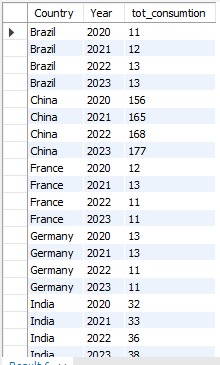 Country Year tot_consumtion
Brazil 2020 11
Brazil 2021 12
Brazil 2022 13
Brazil 2023 13
China 2020 156
China 2021 165
China 2022 168
China 2023 177
France 2020 12
France 2021 13
France 2022 11
France 2023 11
Germany 2020 13
Germany 2021 13
Germany 2022 11
Germany 2023 11
India 2020 32
India 2021 33
India 2022 36
India 2023 38